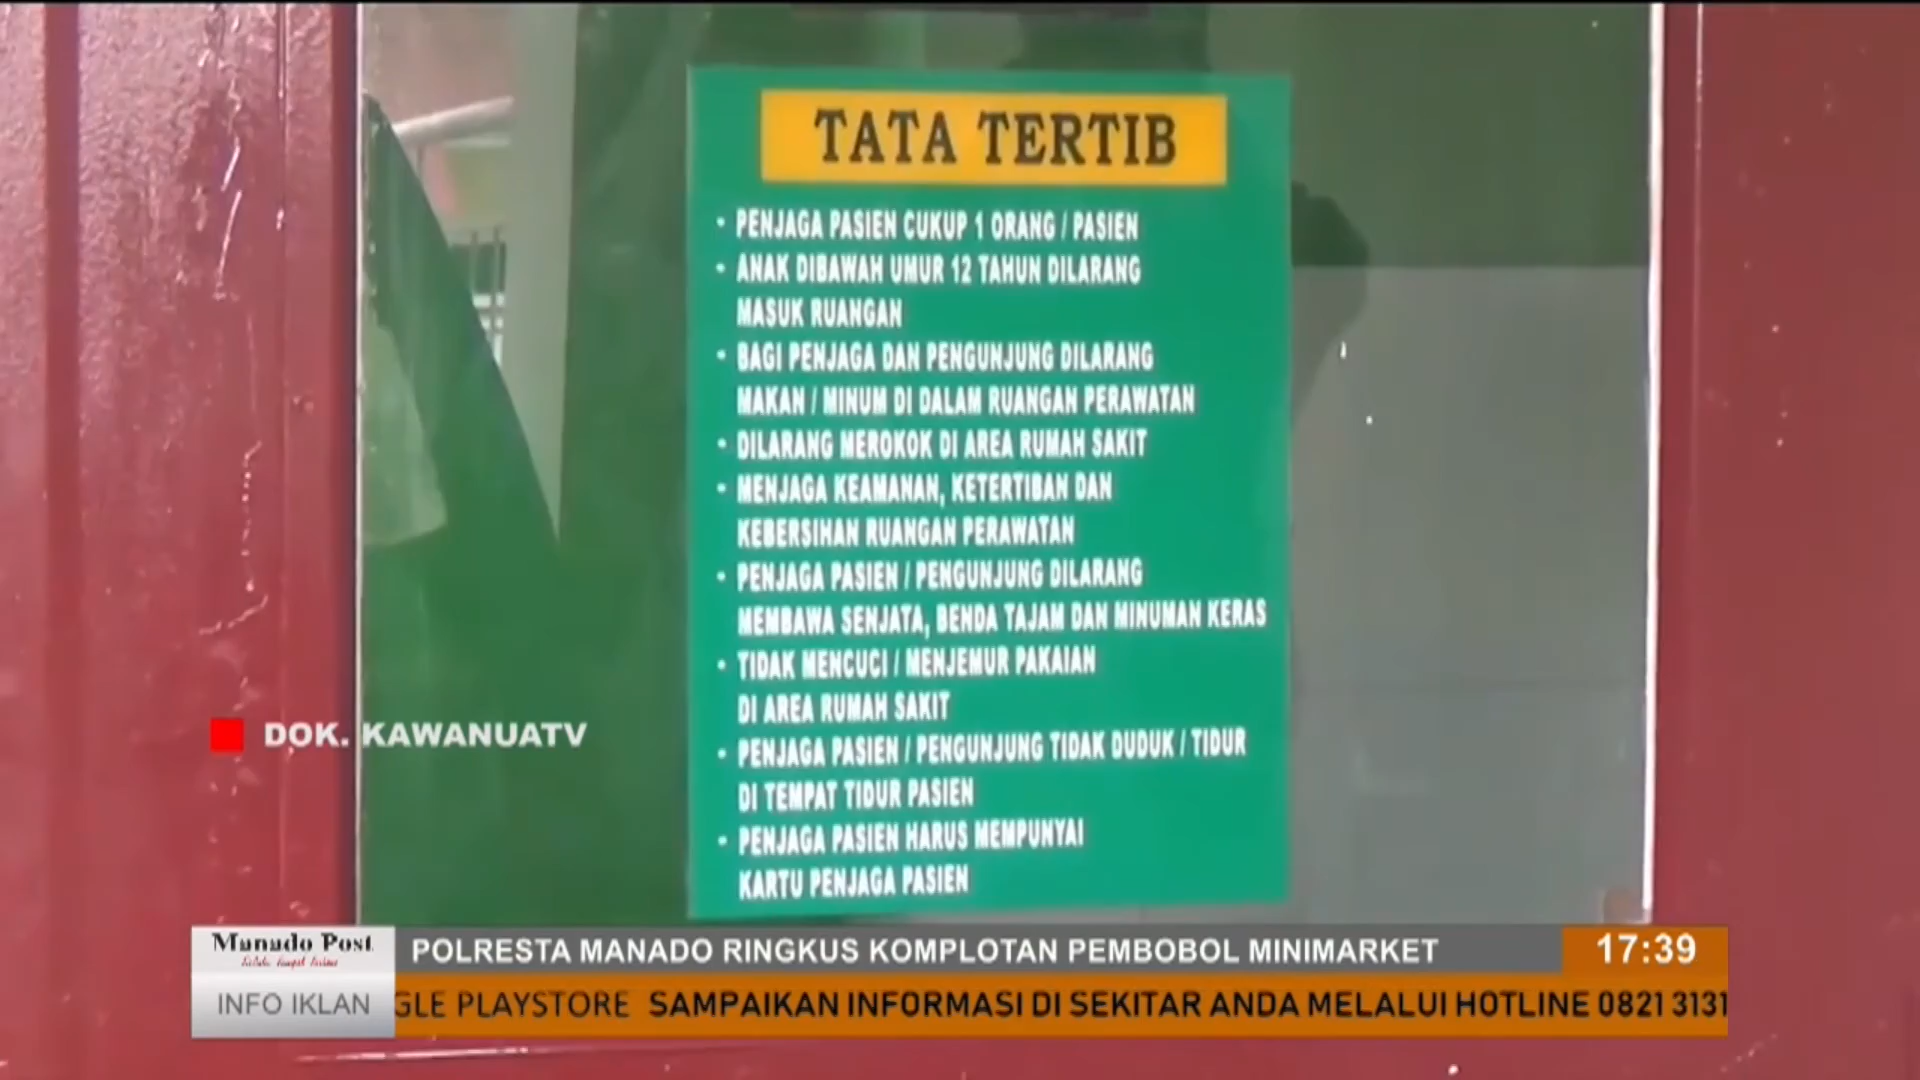 TATA TERTIB
• PENJAGA PASIEN CUKUP 1 ORANG / PASIEN
• ANAK DIBAWAH UMUR 12 TAHUN DILARANG
MASUK RUANGAN
• BAGI PENJAGA DAN PENGUNJUNG DILARANG
MAKAN / MINUM DI DALAM RUANGAN PERAWATAN
• DILARANG MEROKOK DI AREA RUMAH SAKIT
• MENJAGA KEAMANAN, KETERTIBAN DAN
KEBERSIHAN RUANGAN PERAWATAN
• PENJAGA PASIEN / PENGUNJUNG DILARANG
MEMBAWA SENJATA, BENDA TAJAM DAN MINUMAN KERAS
• TIDAK MENCUCI / MENJEMUR PAKAIAN
DI AREA RUMAH SAKIT
• PENJAGA PASIEN / PENGUNJUNG TIDAK DUDUK / TIDUR
DI TEMPAT TIDUR PASIEN
• PENJAGA PASIEN HARUS MEMPUNYAI
KARTU PENJAGA PASIEN
DOK. KAWANUATV
Manado Post
POLRESTA MANADO RINGKUS KOMPLOTAN PEMBOBOL MINIMARKET
17:39
INFO IKLAN
GLE PLAYSTORE SAMPAIKAN INFORMASI DI SEKITAR ANDA MELALUI HOTLINE 0821 3131